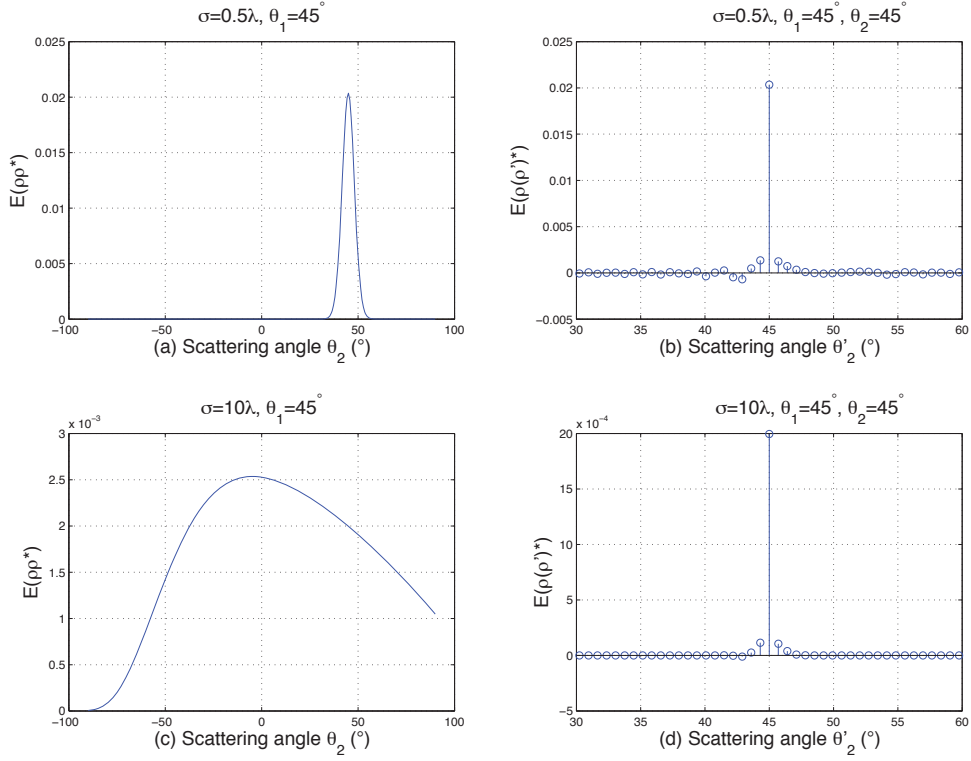 σ=0.5λ, θ₁=45°
0.025
0.02
0.015
0.01
0.005
0
E(ρρ*)
−100 −50 0 50 100
(a) Scattering angle θ₂ (°)
σ=0.5λ, θ₁=45°, θ₂=45°
0.025
0.02
0.015
0.01
0.005
0
−0.005
E(ρ(ρ’)*)
30 35 40 45 50 55 60
(b) Scattering angle θ’₂ (°)
σ=10λ, θ₁=45°
x 10⁻³
3
2.5
2
1.5
1
0.5
0
E(ρρ*)
−100 −50 0 50 100
(c) Scattering angle θ₂ (°)
σ=10λ, θ₁=45°, θ₂=45°
x 10⁻⁴
20
15
10
5
0
−5
E(ρ(ρ’)*)
30 35 40 45 50 55 60
(d) Scattering angle θ’₂ (°)